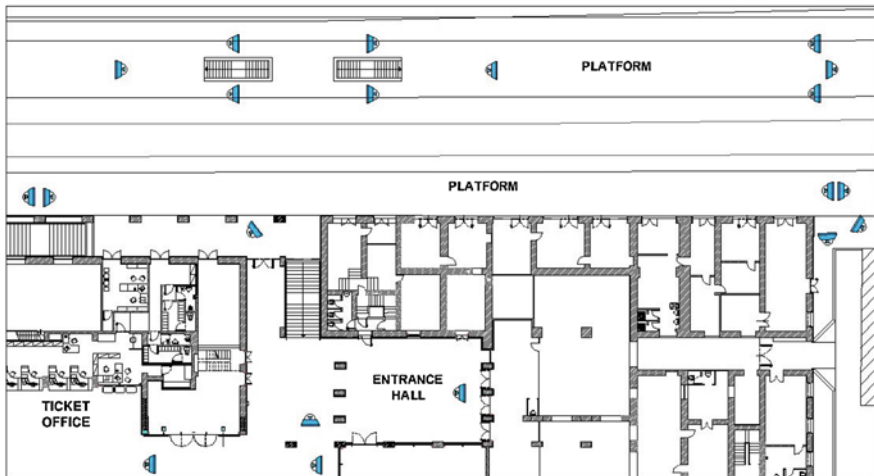 PLATFORM
PLATFORM
ENTRANCE
HALL
TICKET
OFFICE